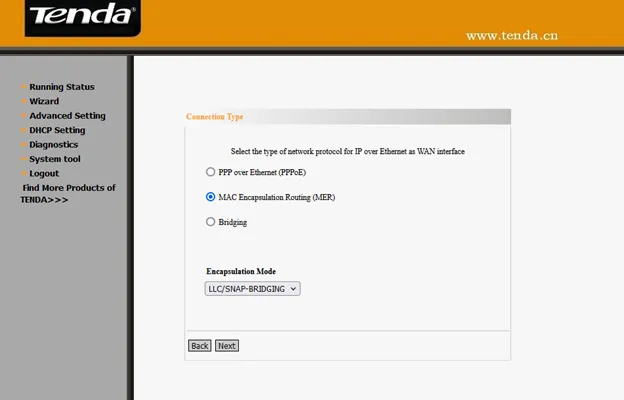 Tenda
www.tenda.cn
Running Status
Wizard
Advanced Setting
DHCP Setting
Diagnostics
System tool
Logout
Find More Products of
TENDA>>>
Connection Type
Select the type of network protocol for IP over Ethernet as WAN interface
PPP over Ethernet (PPPoE)
MAC Encapsulation Routing (MER)
Bridging
Encapsulation Mode
LLC/SNAP-BRIDGING
Back Next